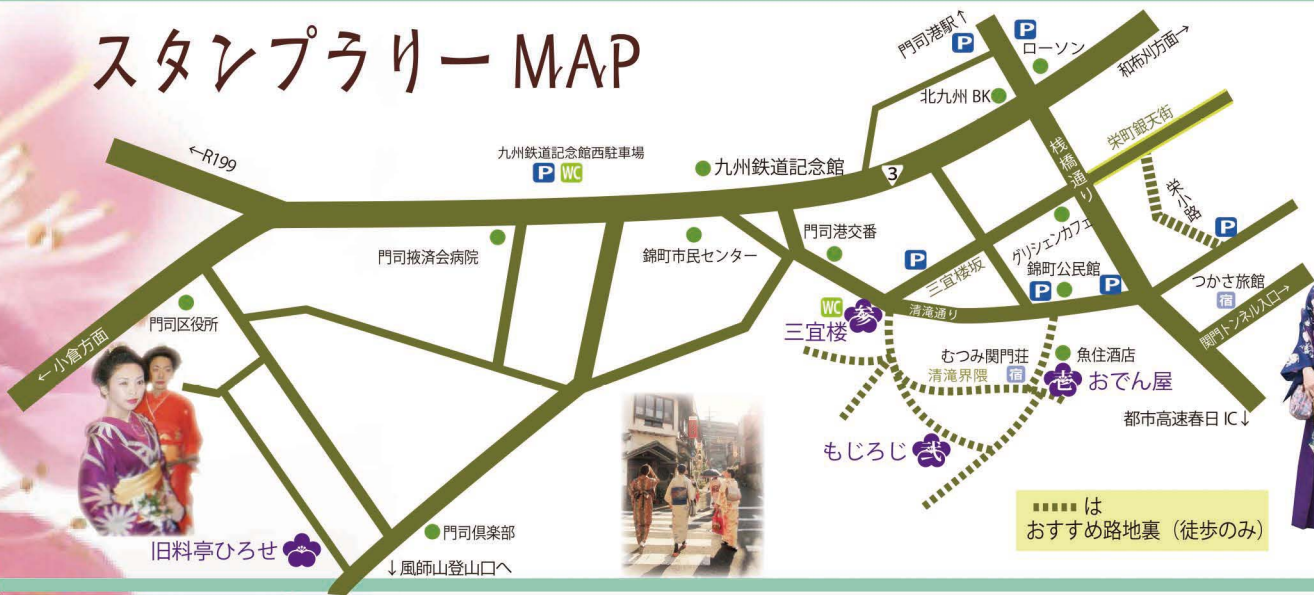 スタンプラリー MAP
門司港駅↑
P
P
ローソン
和布刈方面→
北九州 BK
←R199
九州鉄道記念館西駐車場
P WC
九州鉄道記念館
3
桟橋通り
栄町銀天街
栄小路
P
門司掖済会病院
錦町市民センター
門司港交番
P
三宜楼坂
グリシェンカフェ
錦町公民館
P
P
つかさ旅館
宿
関門トンネル入口→
門司区役所
←小倉方面
WC
三宜楼
参
清滝通り
むつみ関門荘
清滝界隈 宿
魚住酒店
壱 おでん屋
都市高速春日 IC↓
もじろじ 弐
は
おすすめ路地裏(徒歩のみ)
旧料亭ひろせ
門司倶楽部
↓風師山登山口へ